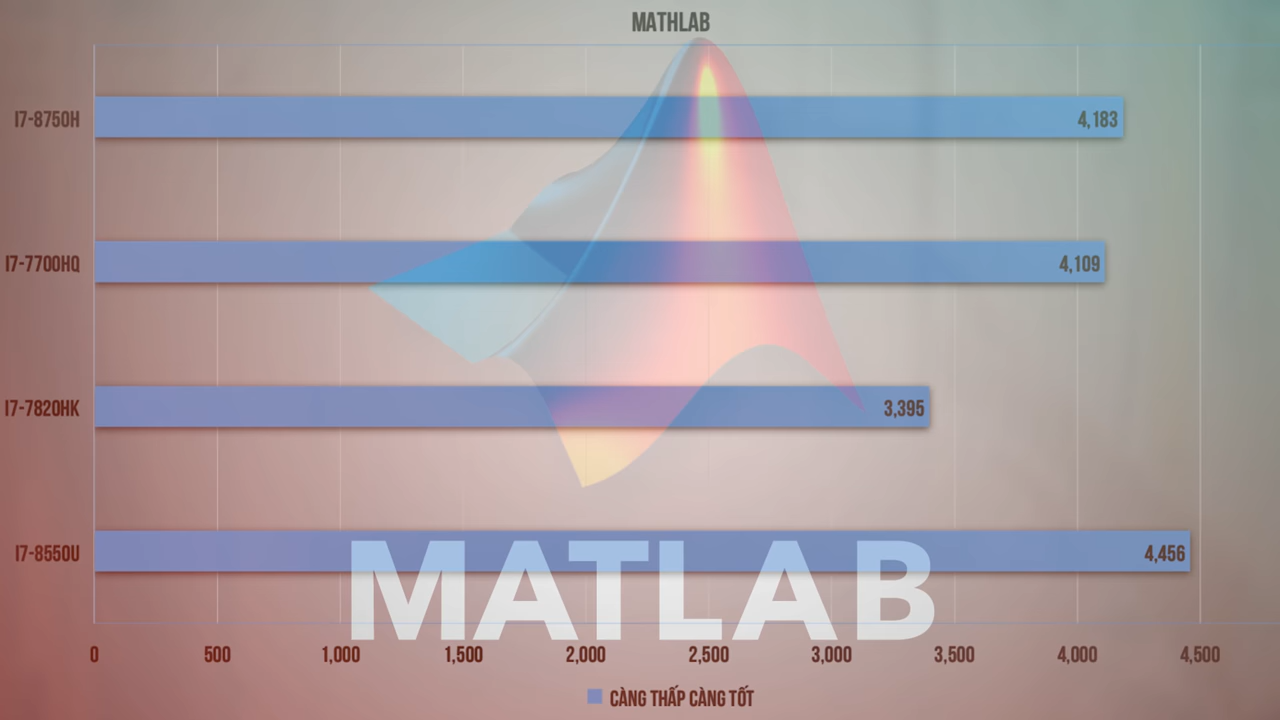 MATHLAB
I7-8750H
4,183
I7-7700HQ
4,109
I7-7820HK
3,395
I7-8550U
4,456
MATLAB
0 500 1,000 1,500 2,000 2,500 3,000 3,500 4,000 4,500
CÀNG THẤP CÀNG TỐT